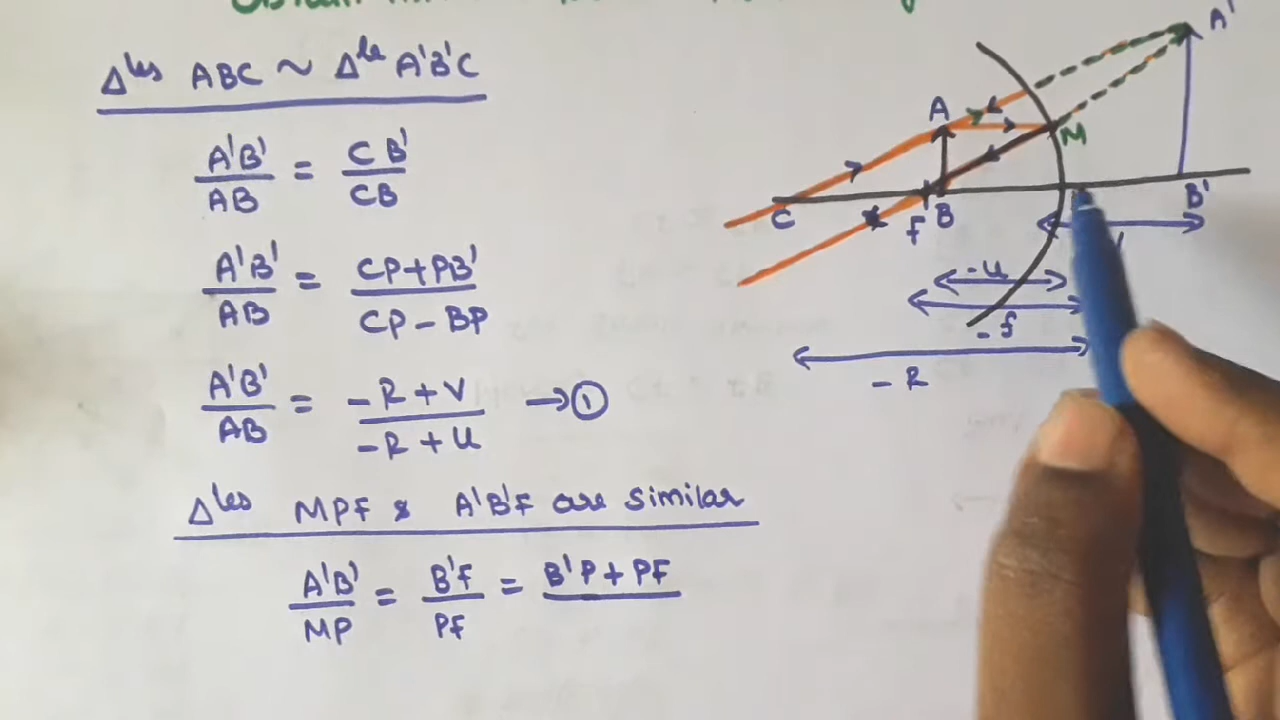 Δles ABC ~ Δle A'B'C
A'B'/AB = CB'/CB
A'B'/AB = CP+PB'/CP-BP
A'B'/AB = -R+V/-R+U →①
Δles MPF & A'B'F are similar
A'B'/MP = B'F/PF = B'P+PF
A'
A
M
C
f
B
B'
-u
-f
-R